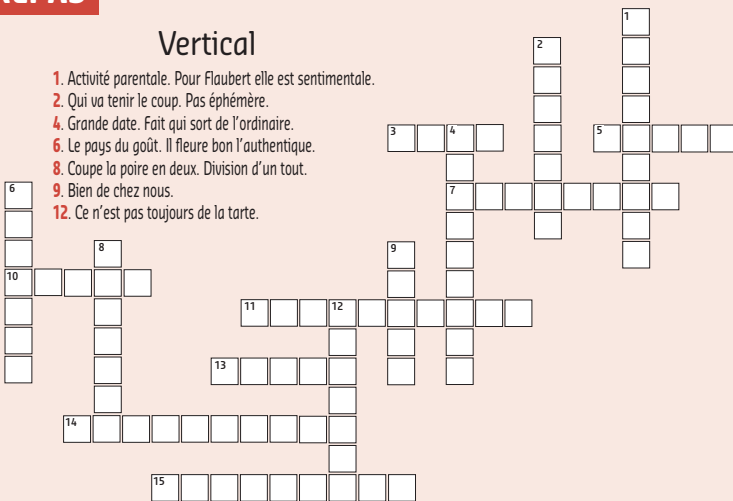 Vertical
1. Activité parentale. Pour Flaubert elle est sentimentale.
2. Qui va tenir le coup. Pas éphémère.
4. Grande date. Fait qui sort de l’ordinaire.
6. Le pays du goût. Il fleure bon l’authentique.
8. Coupe la poire en deux. Division d’un tout.
9. Bien de chez nous.
12. Ce n’est pas toujours de la tarte.
1
2
3
4
5
6
7
8
9
10
11
12
13
14
15